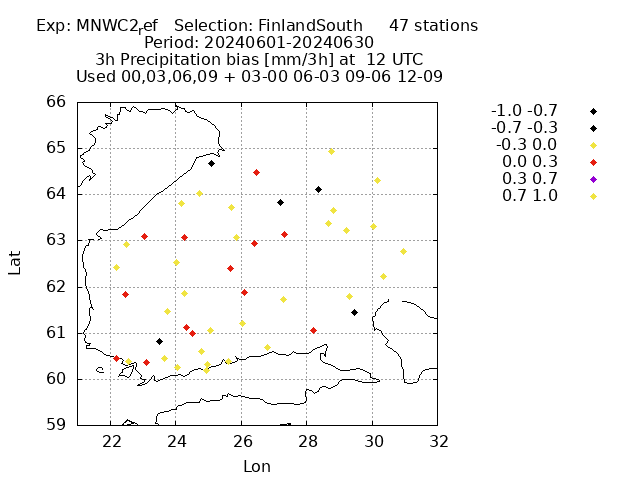 Exp: MNWC2ref   Selection: FinlandSouth     47 stations
Period: 20240601-20240630
3h Precipitation bias [mm/3h] at  12 UTC
Used 00,03,06,09 + 03-00 06-03 09-06 12-09
66
65
64
63
62
61
60
59
Lat
22 24 26 28 30 32
Lon
-1.0 -0.7
-0.7 -0.3
-0.3 0.0
0.0 0.3
0.3 0.7
0.7 1.0